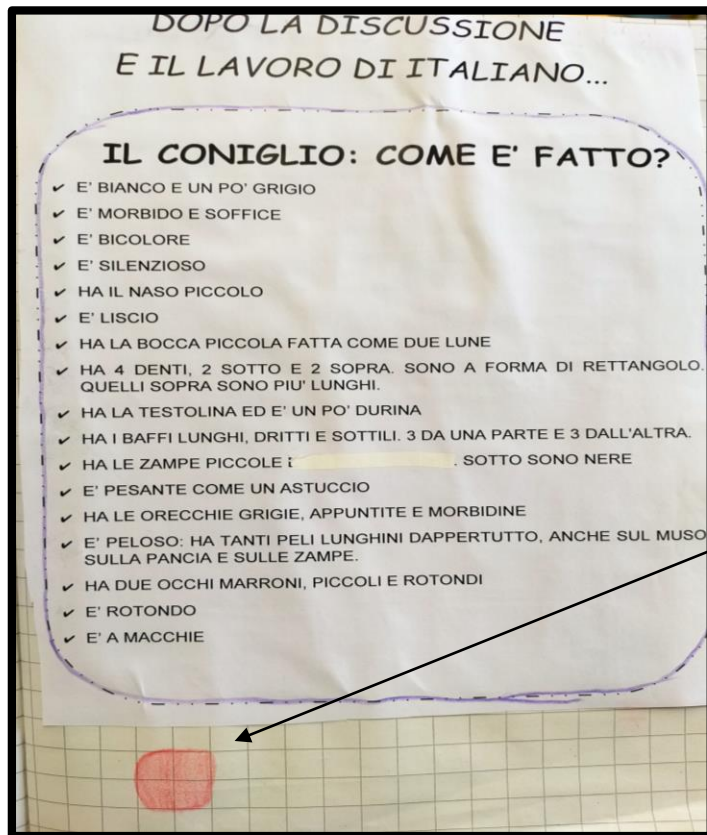 DOPO LA DISCUSSIONE
E IL LAVORO DI ITALIANO...
IL CONIGLIO: COME E' FATTO?
✔ E' BIANCO E UN PO' GRIGIO
✔ E' MORBIDO E SOFFICE
✔ E' BICOLORE
✔ E' SILENZIOSO
✔ HA IL NASO PICCOLO
✔ E' LISCIO
✔ HA LA BOCCA PICCOLA FATTA COME DUE LUNE
✔ HA 4 DENTI, 2 SOTTO E 2 SOPRA. SONO A FORMA DI RETTANGOLO.
QUELLI SOPRA SONO PIU' LUNGHI.
✔ HA LA TESTOLINA ED E' UN PO' DURINA
✔ HA I BAFFI LUNGHI, DRITTI E SOTTILI. 3 DA UNA PARTE E 3 DALL'ALTRA.
✔ HA LE ZAMPE PICCOLE . SOTTO SONO NERE
✔ E' PESANTE COME UN ASTUCCIO
✔ HA LE ORECCHIE GRIGIE, APPUNTITE E MORBIDINE
✔ E' PELOSO: HA TANTI PELI LUNGHINI DAPPERTUTTO, ANCHE SUL MUSO
SULLA PANCIA E SULLE ZAMPE.
✔ HA DUE OCCHI MARRONI, PICCOLI E ROTONDI
✔ E' ROTONDO
✔ E' A MACCHIE